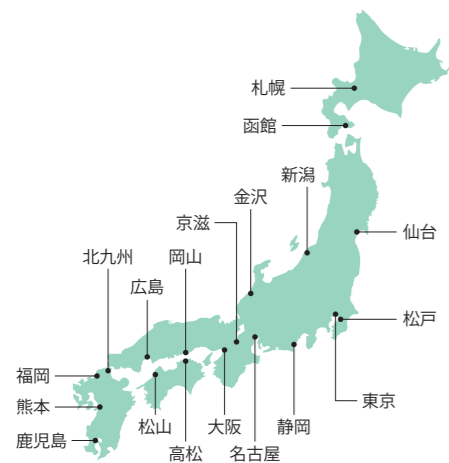 札幌
函館
新潟
金沢
京滋
仙台
北九州
岡山
広島
松戸
福岡
東京
熊本
松山
大阪
静岡
鹿児島
高松
名古屋